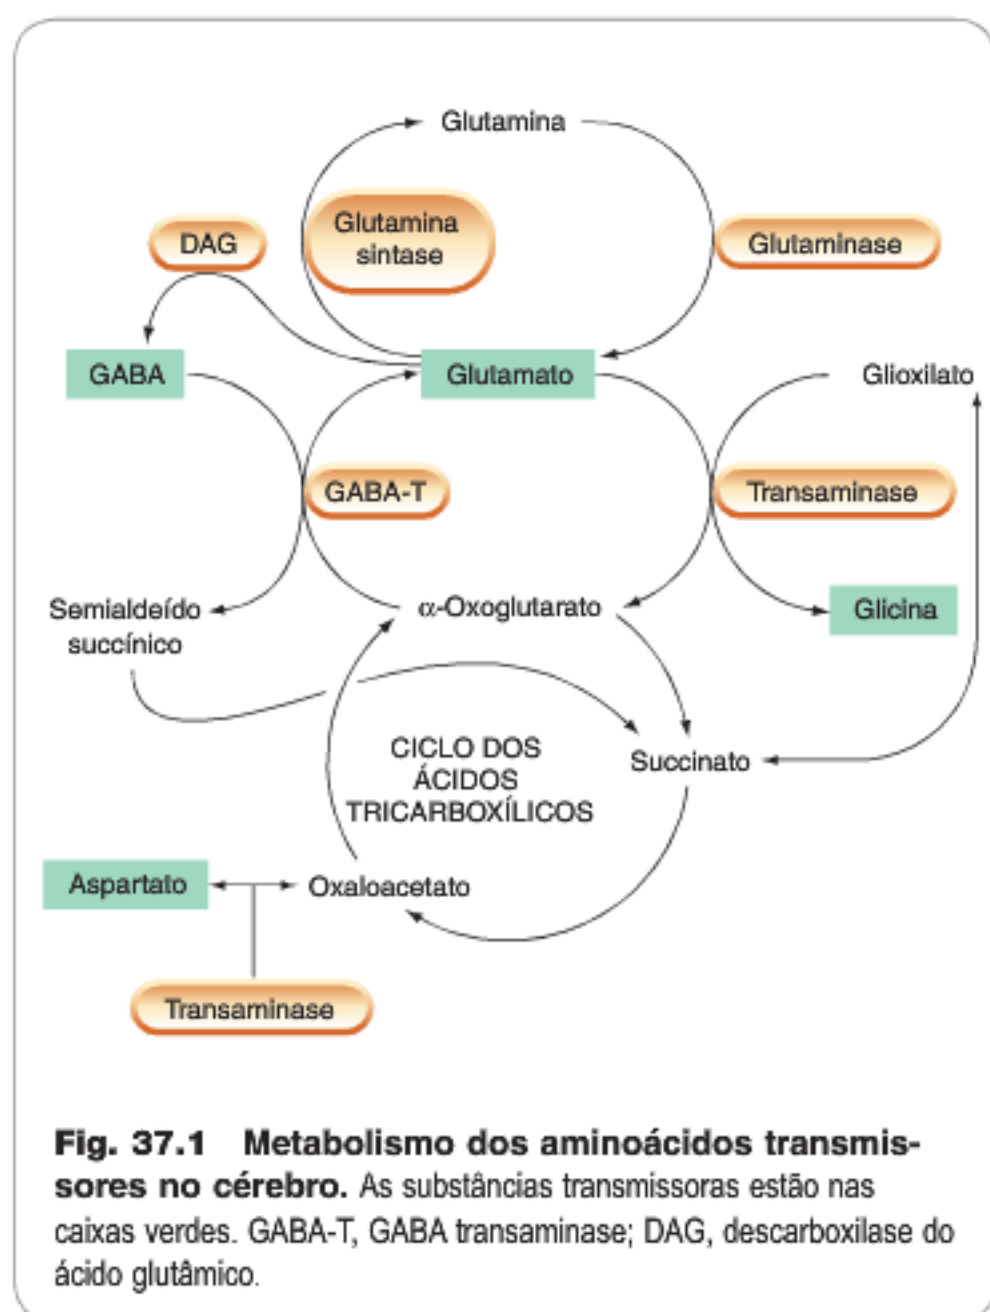 Glutamina
DAG
Glutamina
sintase
Glutaminase
GABA
Glutamato
Glioxilato
GABA-T
Transaminase
Semialdeído
succínico
α-Oxoglutarato
Glicina
CICLO DOS
ÁCIDOS
TRICARBOXÍLICOS
Succinato
Aspartato
Oxaloacetato
Transaminase
Fig. 37.1 Metabolismo dos aminoácidos transmis-
sores no cérebro. As substâncias transmissoras estão nas
caixas verdes. GABA-T, GABA transaminase; DAG, descarboxilase do
ácido glutâmico.